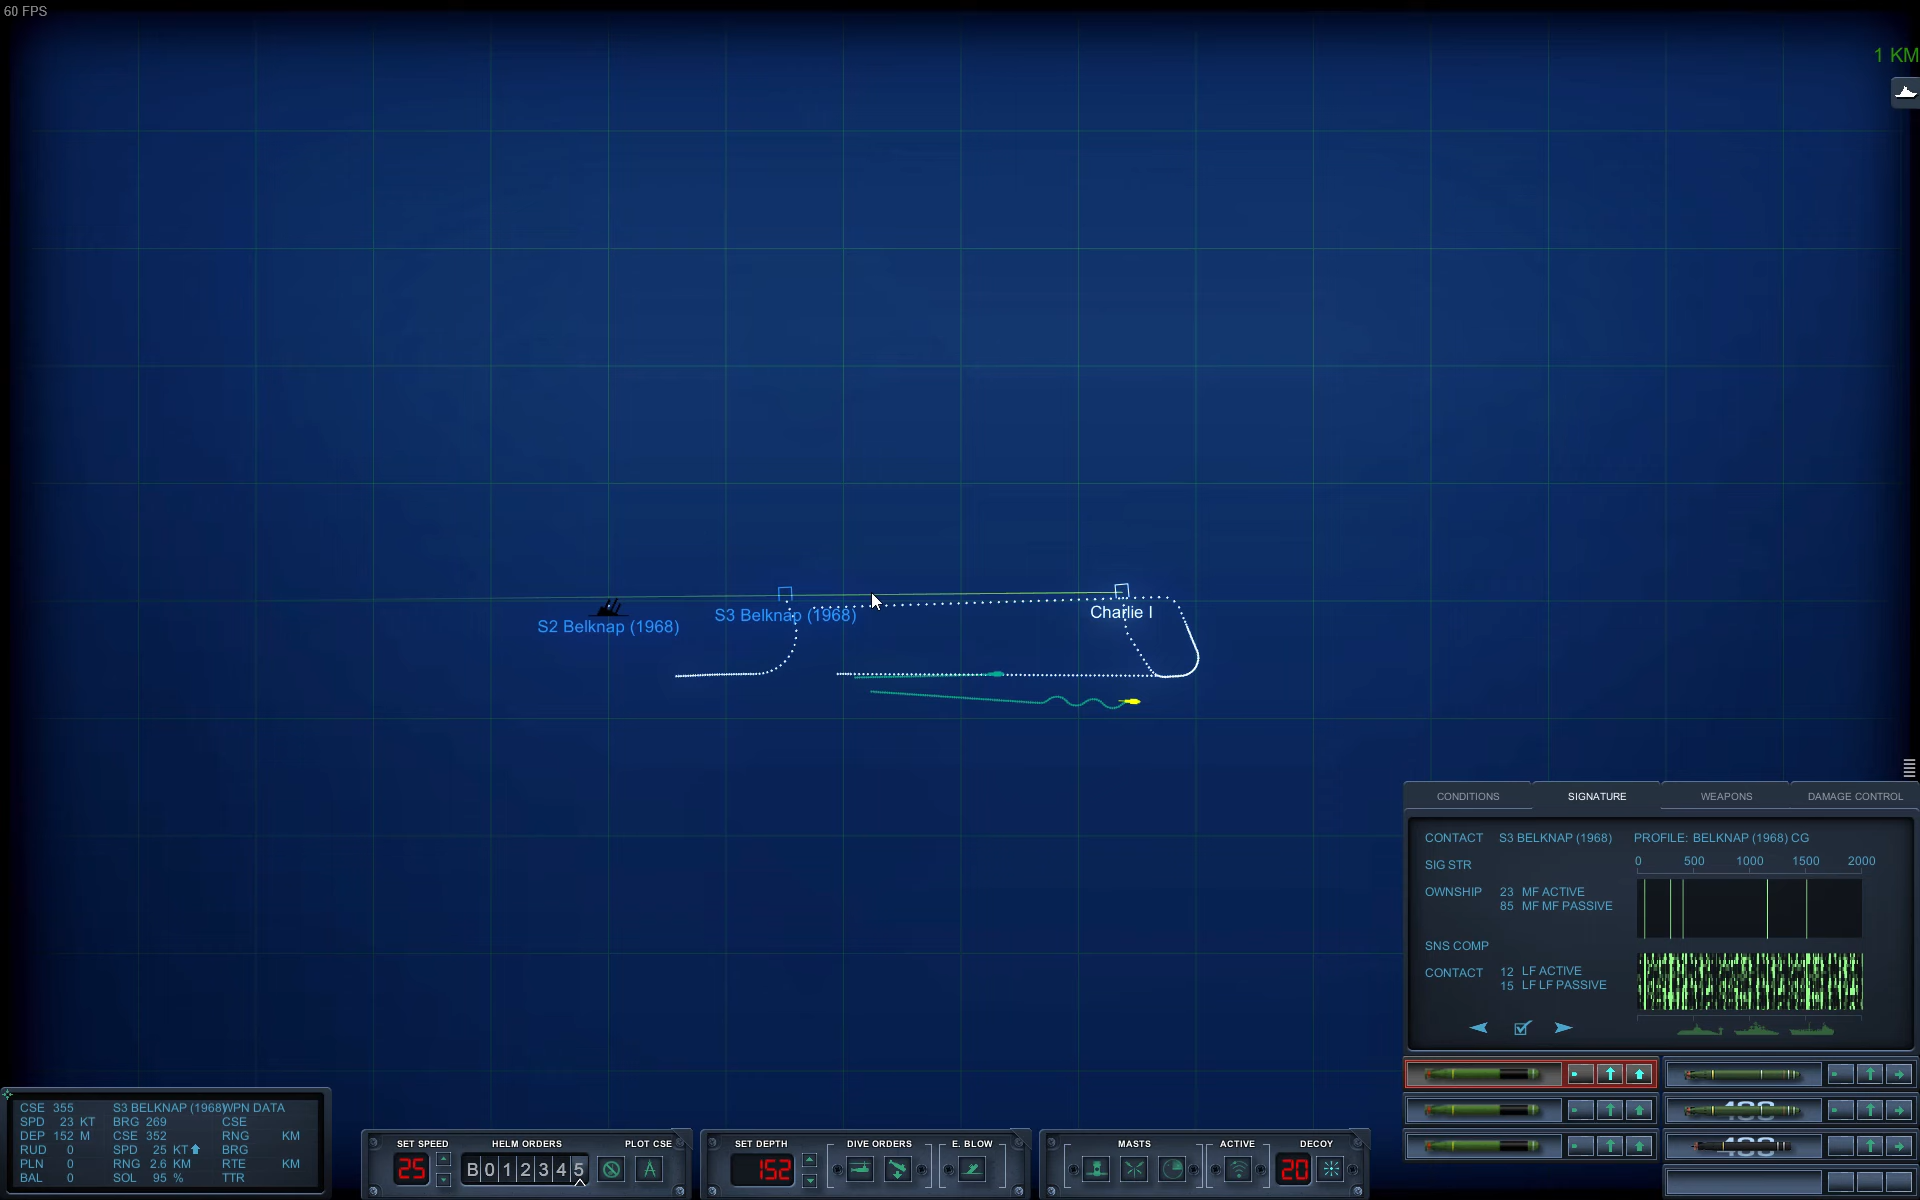 60 FPS
1 KM
S2 Belknap (1968)
S3 Belknap (1968)
Charlie I
CONDITIONS
SIGNATURE
WEAPONS
DAMAGE CONTROL
CONTACT S3 BELKNAP (1968) PROFILE: BELKNAP (1968) CG
SIG STR
0 500 1000 1500 2000
OWNSHIP 23 MF ACTIVE
85 MF MF PASSIVE
SNS COMP
CONTACT 12 LF ACTIVE
15 LF LF PASSIVE
CSE 355 S3 BELKNAP (1968) WPN DATA
SPD 23 KT BRG 269 CSE
DEP 152 M CSE 352 RNG KM
RUD 0 SPD 25 KT BRG
PLN 0 RNG 2.6 KM RTE KM
BAL 0 SOL 95 % TTR
SET SPEED
25
HELM ORDERS
B 0 1 2 3 4 5
PLOT CSE
SET DEPTH
152
DIVE ORDERS
E. BLOW
MASTS
ACTIVE
DECOY
20